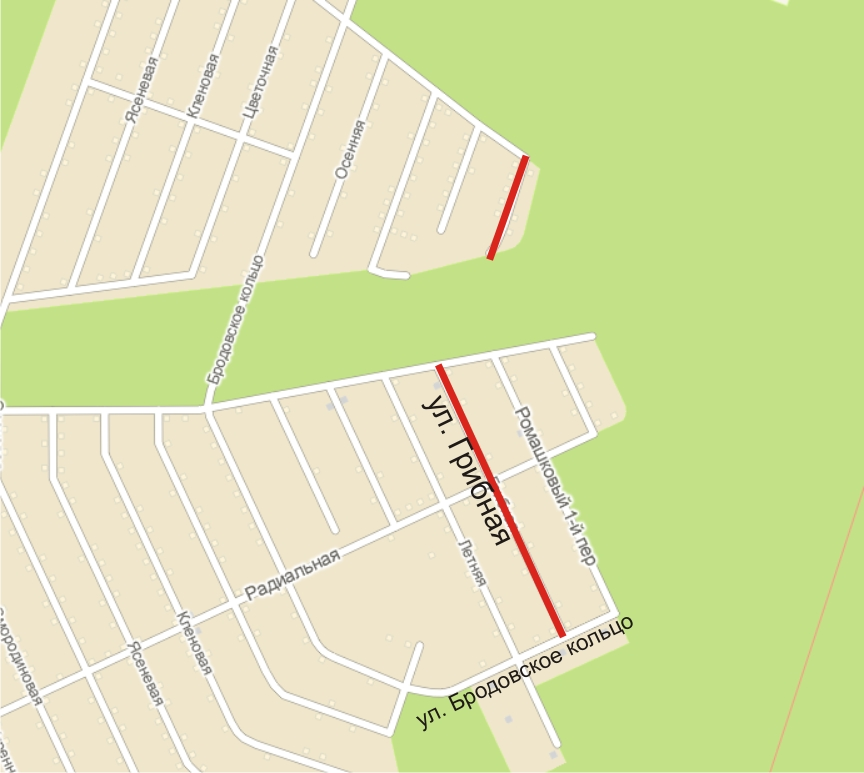 Ясеневая
Кленовая
Цветочная
Осенняя
Бродовское кольцо
ул. Грибная
Ромашковый 1-й пер
Летняя
Радиальная
Кленовая
Ясеневая
Смородиновая
ул. Бродовское кольцо